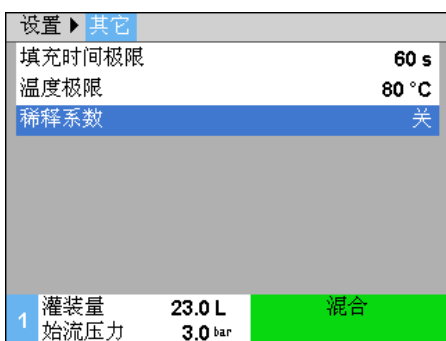 设置▶其它
填充时间极限 60 s
温度极限 80 °C
稀释系数 关
1 灌装量 23.0 L 混合
始流压力 3.0 bar